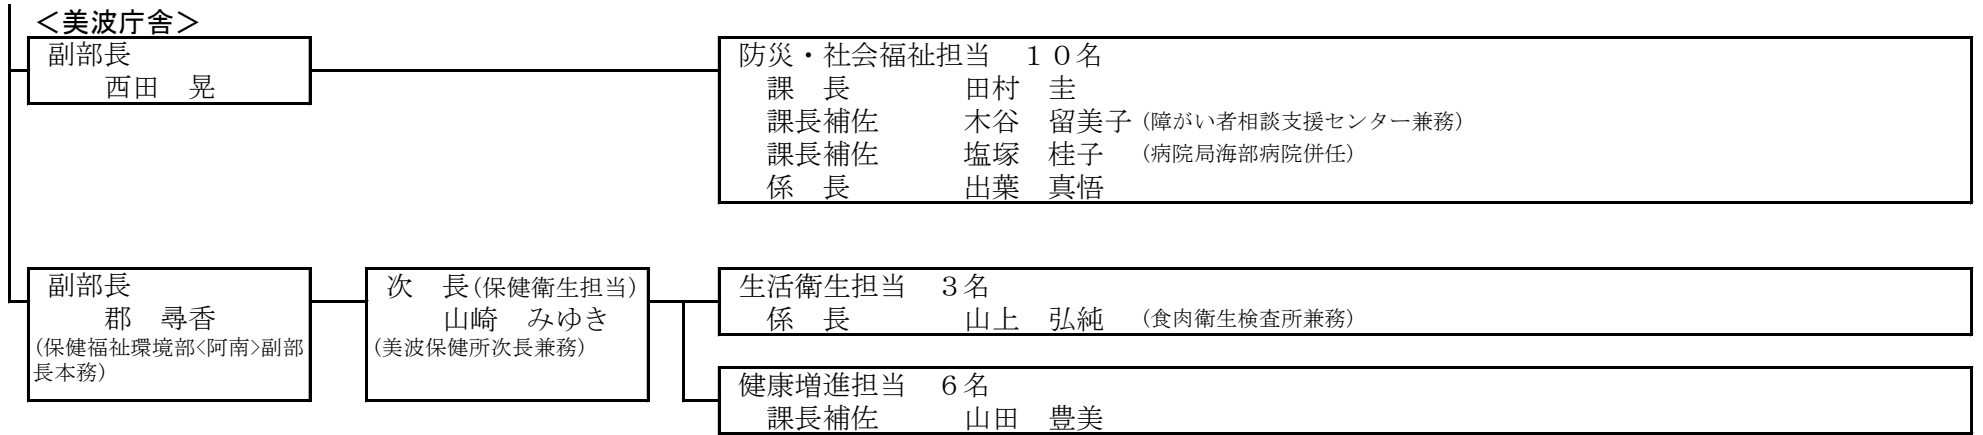 ＜美波庁舎＞
副部長
西田　晃
防災・社会福祉担当　１０名
課　長　　　　田村　圭
課長補佐　　　木谷　留美子(障がい者相談支援センター兼務)
課長補佐　　　塩塚　桂子　(病院局海部病院併任)
係　長　　　　出葉　真悟
副部長
郡　尋香
(保健福祉環境部<阿南>副部
長本務)
次　長(保健衛生担当)
山崎　みゆき
(美波保健所次長兼務)
生活衛生担当　３名
係　長　　　　山上　弘純　(食肉衛生検査所兼務)
健康増進担当　６名
課長補佐　　　山田　豊美